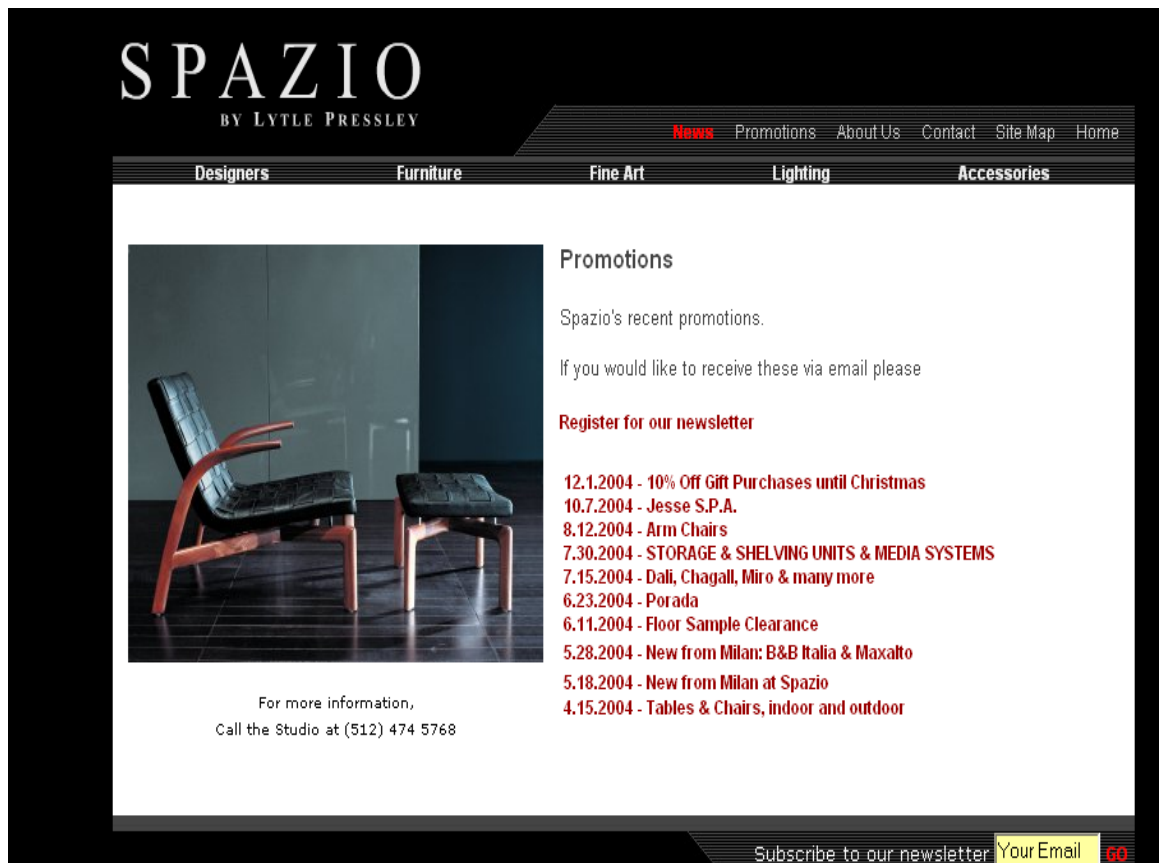 SPAZIO
BY LYTLE PRESSLEY
News Promotions About Us Contact Site Map Home
Designers Furniture Fine Art Lighting Accessories
Promotions
Spazio's recent promotions.
If you would like to receive these via email please
Register for our newsletter
12.1.2004 - 10% Off Gift Purchases until Christmas
10.7.2004 - Jesse S.P.A.
8.12.2004 - Arm Chairs
7.30.2004 - STORAGE & SHELVING UNITS & MEDIA SYSTEMS
7.15.2004 - Dali, Chagall, Miro & many more
6.23.2004 - Porada
6.11.2004 - Floor Sample Clearance
5.28.2004 - New from Milan: B&B Italia & Maxalto
5.18.2004 - New from Milan at Spazio
4.15.2004 - Tables & Chairs, indoor and outdoor
For more information,
Call the Studio at (512) 474 5768
Subscribe to our newsletter Your Email GO